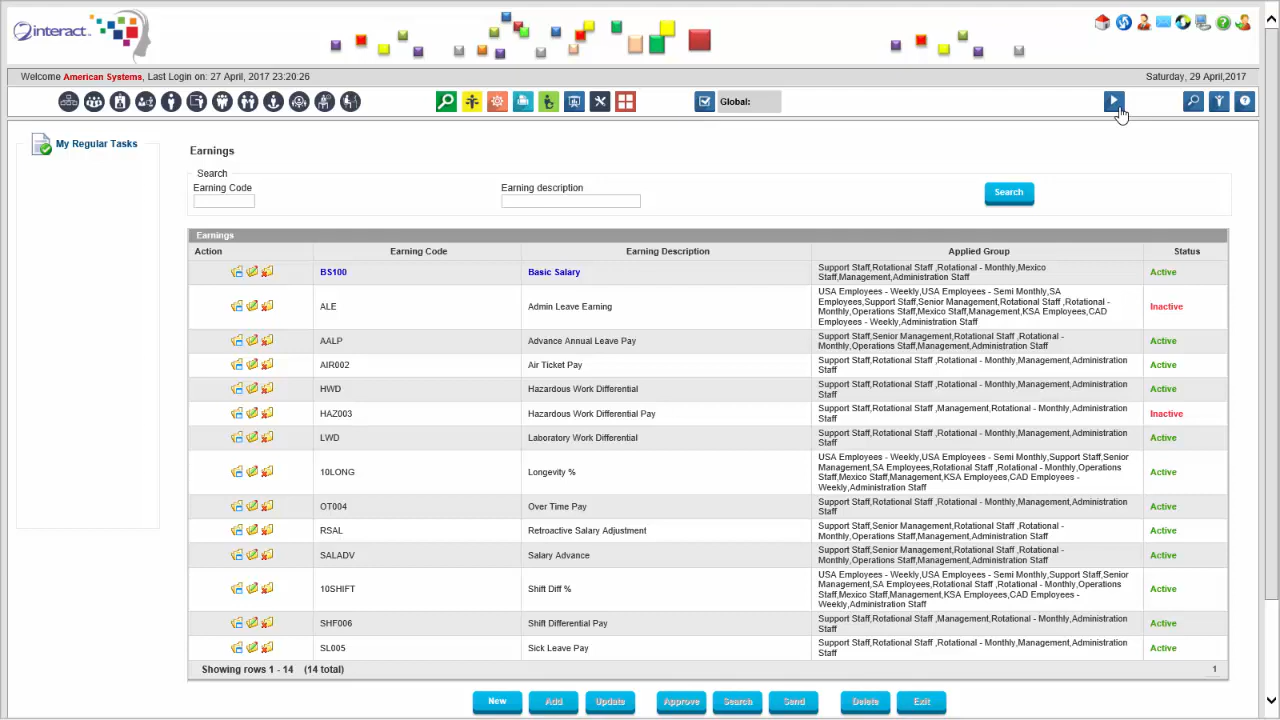 interact
Welcome American Systems, Last Login on: 27 April, 2017 23:20:26
Saturday, 29 April,2017
Global:
My Regular Tasks
Earnings
Search
Earning Code
Earning description
Search
Earnings
Action Earning Code Earning Description Applied Group Status
BS100 Basic Salary Support Staff,Rotational Staff ,Rotational - Monthly,Mexico Active
Staff,Management,Administration Staff
ALE Admin Leave Earning USA Employees - Weekly,USA Employees - Semi Monthly,SA Inactive
Employees,Support Staff,Senior Management,Rotational Staff ,Rotational -
Monthly,Operations Staff,Mexico Staff,Management,KSA Employees,CAD
Employees - Weekly,Administration Staff
AALP Advance Annual Leave Pay Support Staff,Senior Management,Rotational Staff ,Rotational - Active
Monthly,Operations Staff,Management,Administration Staff
AIR002 Air Ticket Pay Support Staff,Rotational Staff ,Rotational - Monthly,Management,Administration Active
Staff
HWD Hazardous Work Differential Support Staff,Rotational Staff ,Rotational - Monthly,Management,Administration Active
Staff
HAZ003 Hazardous Work Differential Pay Support Staff,Rotational Staff ,Management,Rotational - Monthly,Administration Inactive
Staff
LWD Laboratory Work Differential Support Staff,Rotational Staff ,Rotational - Monthly,Management,Administration Active
Staff
10LONG Longevity % USA Employees - Weekly,USA Employees - Semi Monthly,Support Staff,Senior Active
Management,SA Employees,Rotational Staff ,Rotational - Monthly,Operations
Staff,Mexico Staff,Management,KSA Employees,CAD Employees -
Weekly,Administration Staff
OT004 Over Time Pay Support Staff,Rotational Staff ,Rotational - Monthly,Management,Administration Active
Staff
RSAL Retroactive Salary Adjustment Support Staff,Senior Management,Rotational Staff ,Rotational - Active
Monthly,Operations Staff,Management,Administration Staff
SALADV Salary Advance Support Staff,Senior Management,Rotational Staff ,Rotational - Active
Monthly,Operations Staff,Management,Administration Staff
10SHIFT Shift Diff % USA Employees - Weekly,USA Employees - Semi Monthly,Support Staff,Senior Active
Management,SA Employees,Rotational Staff ,Rotational - Monthly,Operations
Staff,Mexico Staff,Management,KSA Employees,CAD Employees -
Weekly,Administration Staff
SHF006 Shift Differential Pay Support Staff,Rotational Staff ,Management,Rotational - Monthly,Administration Active
Staff
SL005 Sick Leave Pay Support Staff,Rotational Staff ,Rotational - Monthly,Management,Administration Active
Staff
Showing rows 1 - 14 (14 total) 1
New Add Update Approve Search Send Delete Exit